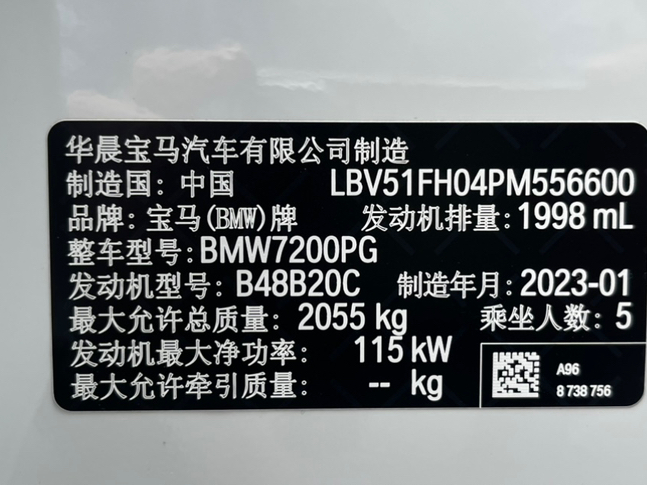 华晨宝马汽车有限公司制造
制造国: 中国 LBV51FH04PM556600
品牌: 宝马(BMW)牌 发动机排量: 1998 mL
整车型号: BMW7200PG
发动机型号: B48B20C 制造年月: 2023-01
最大允许总质量: 2055 kg 乘坐人数: 5
发动机最大净功率: 115 kW
最大允许牵引质量: -- kg
A96
8 738 756